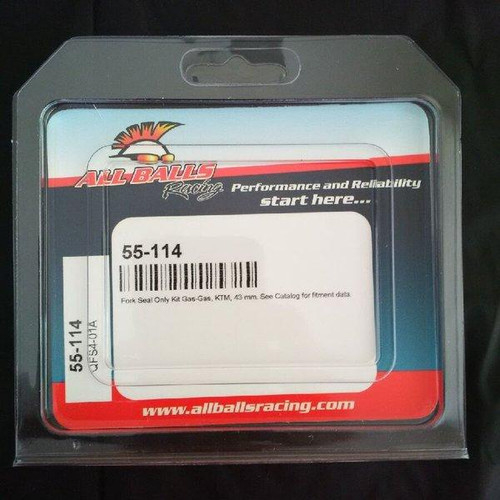 ALL BALLS
Racing
Performance and Reliability
start here...
55-114
Fork Seal Only Kit Gas-Gas, KTM, 43 mm. See Catalog for fitment data.
55-114
QFS4-01A
www.allballsracing.com